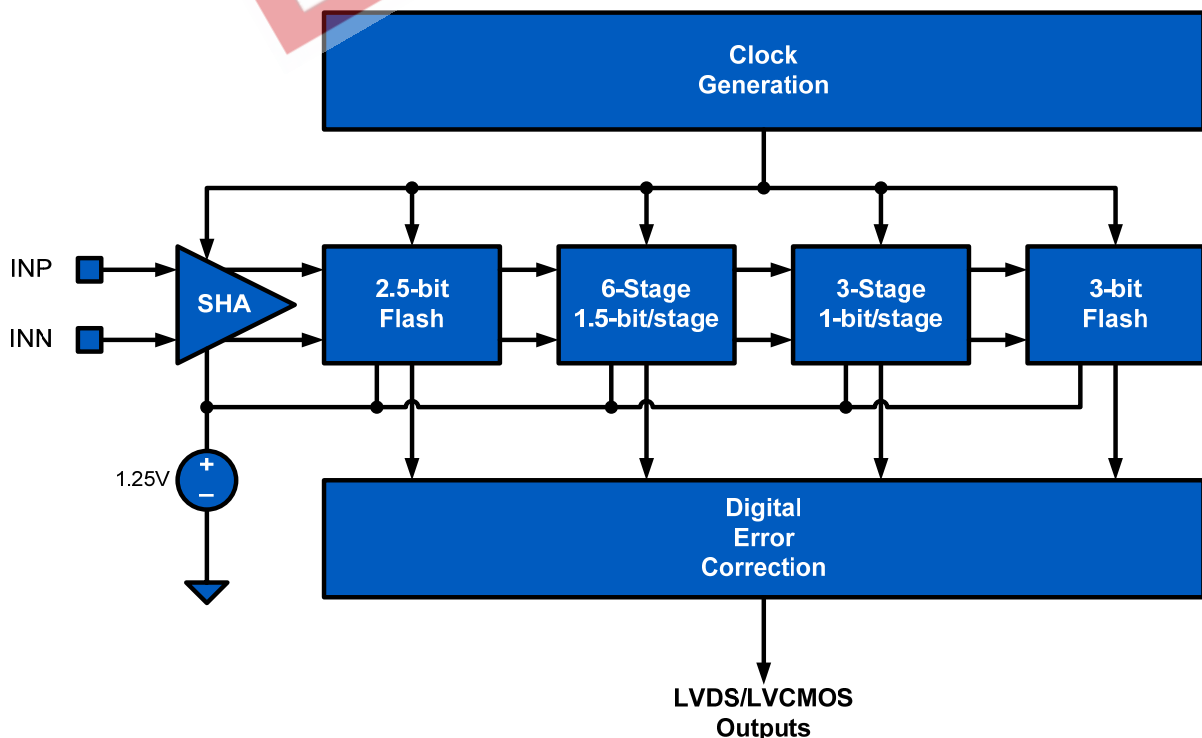 Clock
Generation
INP
INN
SHA
2.5-bit
Flash
6-Stage
1.5-bit/stage
3-Stage
1-bit/stage
3-bit
Flash
1.25V
+
–
Digital
Error
Correction
LVDS/LVCMOS
Outputs